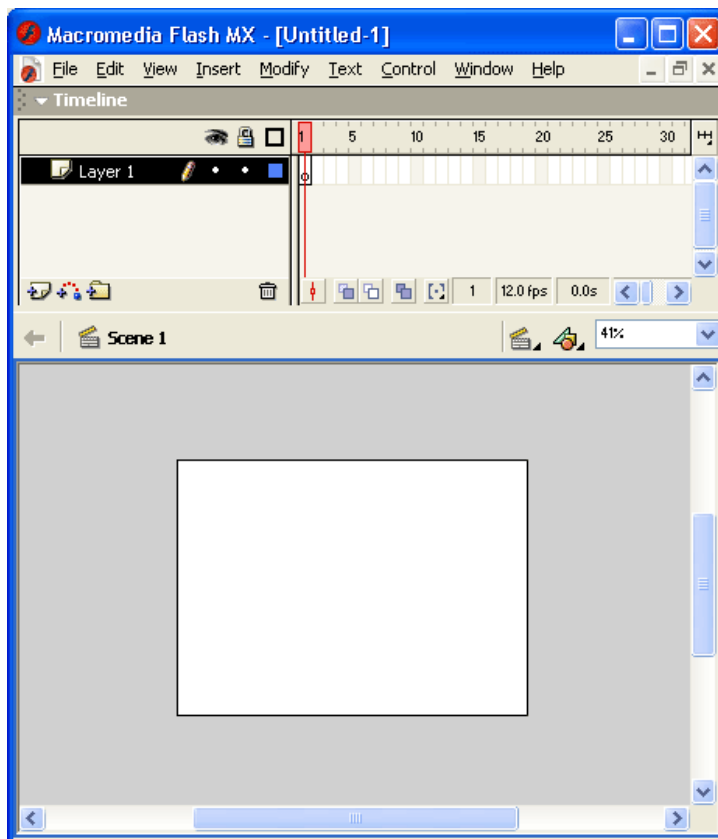 Macromedia Flash MX - [Untitled-1]
File Edit View Insert Modify Text Control Window Help
Timeline
1 5 10 15 20 25 30
Layer 1
1 12.0 fps 0.0s
Scene 1 41%